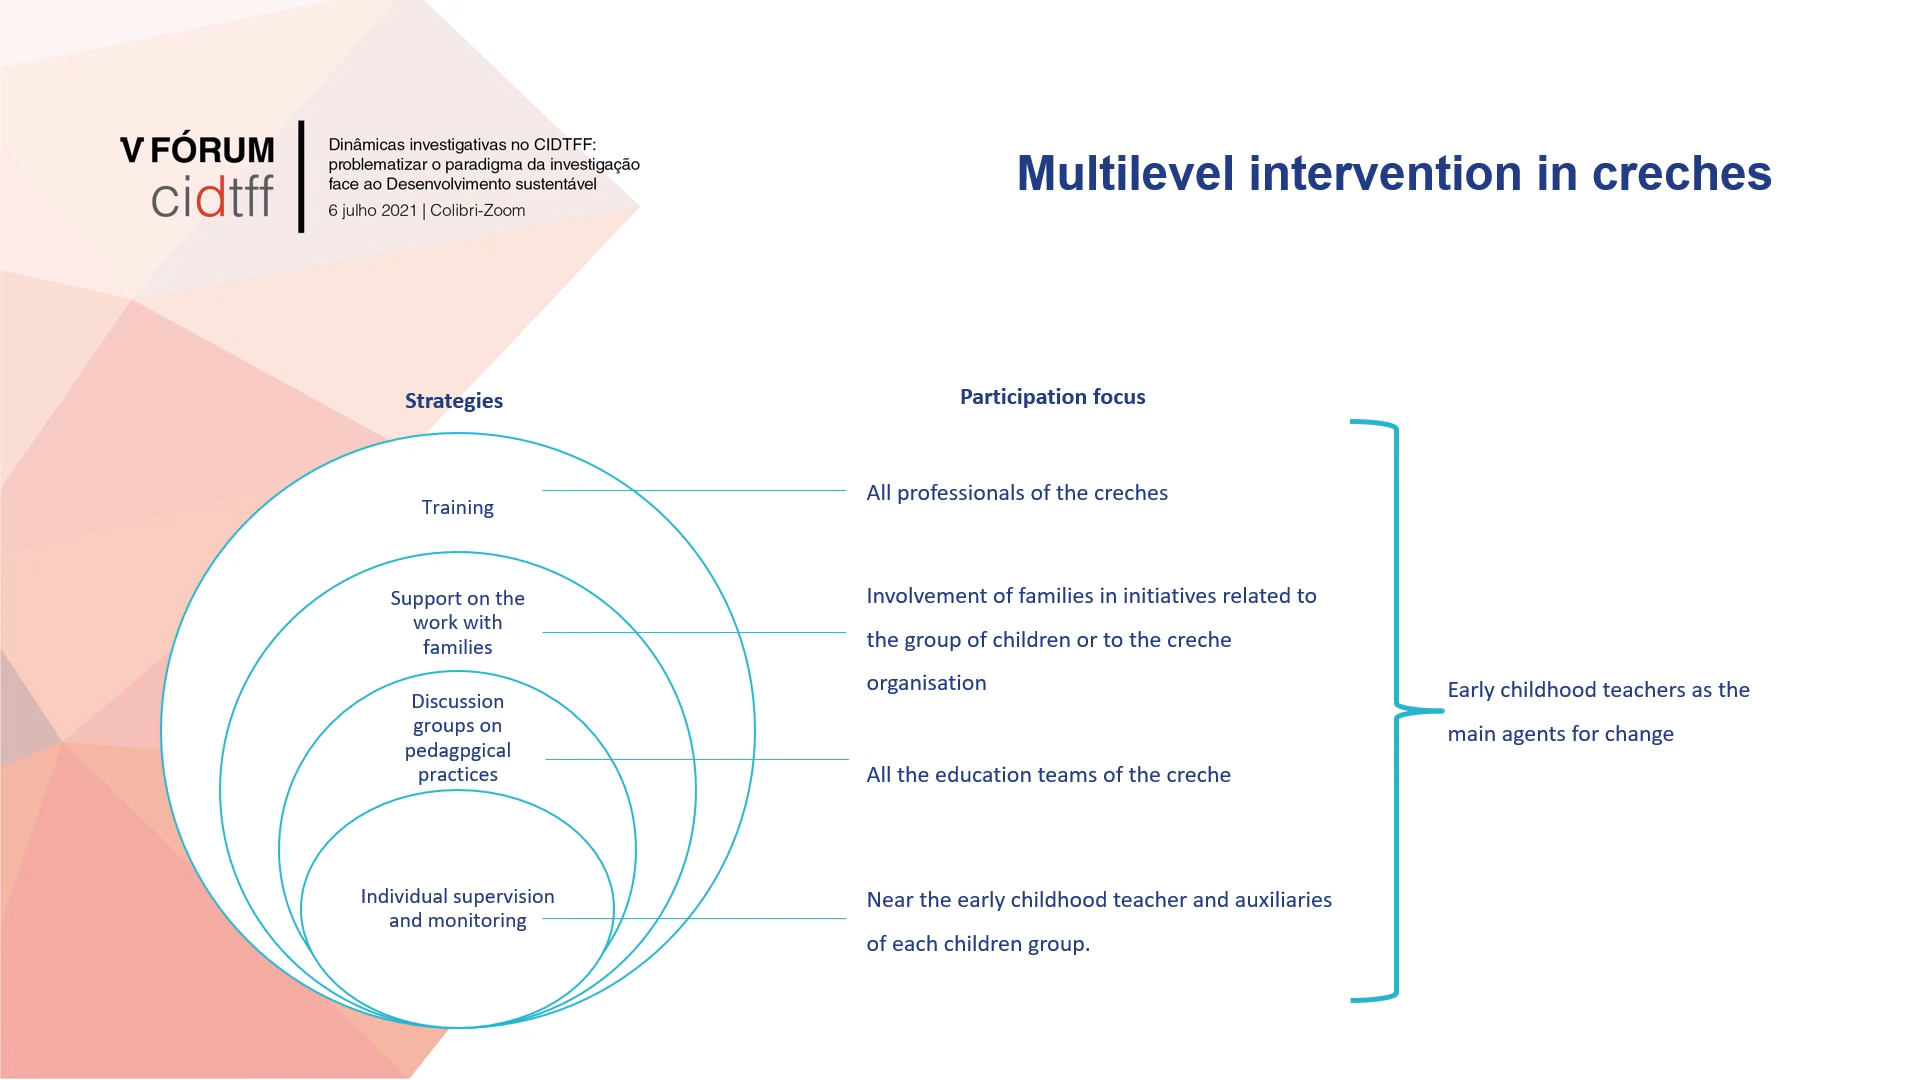 V FÓRUM
cidtff
Dinâmicas investigativas no CIDTFF:
problematizar o paradigma da investigação
face ao Desenvolvimento sustentável
6 julho 2021 | Colibri-Zoom
Multilevel intervention in creches
Strategies
Participation focus
Training
All professionals of the creches
Support on the
work with
families
Involvement of families in initiatives related to
the group of children or to the creche
organisation
Discussion
groups on
pedagpgical
practices
All the education teams of the creche
Individual supervision
and monitoring
Near the early childhood teacher and auxiliaries
of each children group.
Early childhood teachers as the
main agents for change